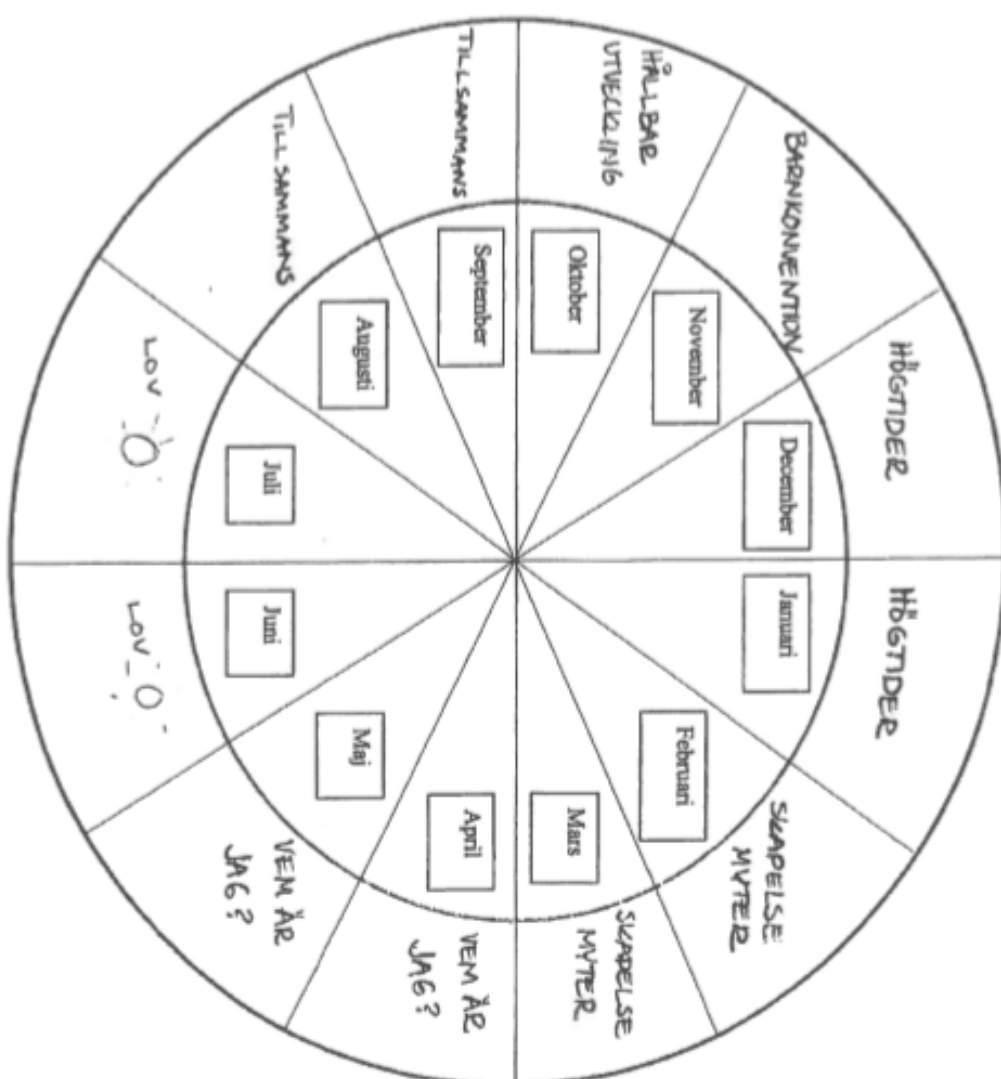 Januari
HÖGTIDER
Februari
SKAPELSE
MYTER
Mars
SKAPELSE
MYTER
April
VEM ÄR
JAG?
Maj
VEM ÄR
JAG?
Juni
LOV
Juli
LOV
Augusti
TILLSAMMANS
September
TILLSAMMANS
Oktober
HÅLLBAR
UTVECKLING
November
BARNKONVENTION
December
HÖGTIDER